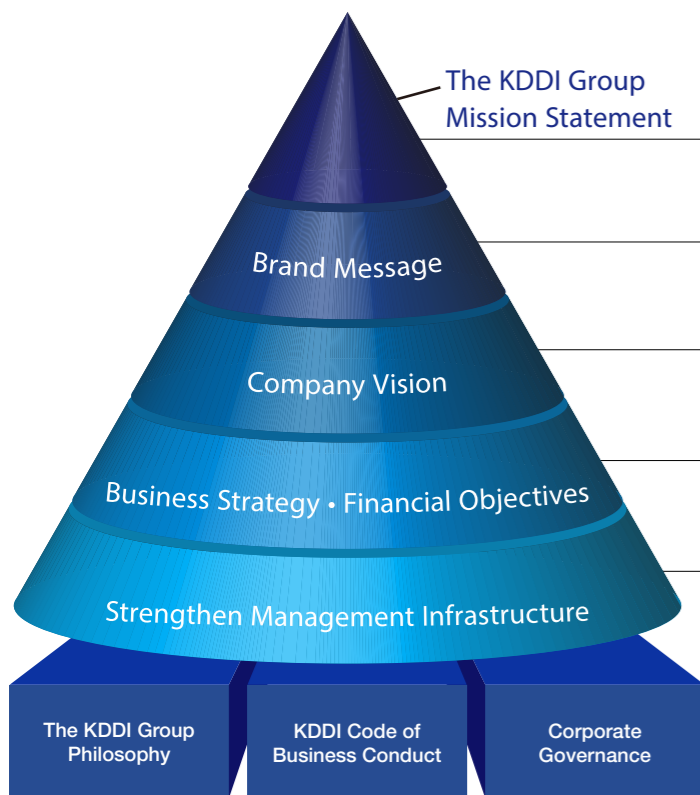 The KDDI Group
Mission Statement
Brand Message
Company Vision
Business Strategy • Financial Objectives
Strengthen Management Infrastructure
The KDDI Group
Philosophy
KDDI Code of
Business Conduct
Corporate
Governance